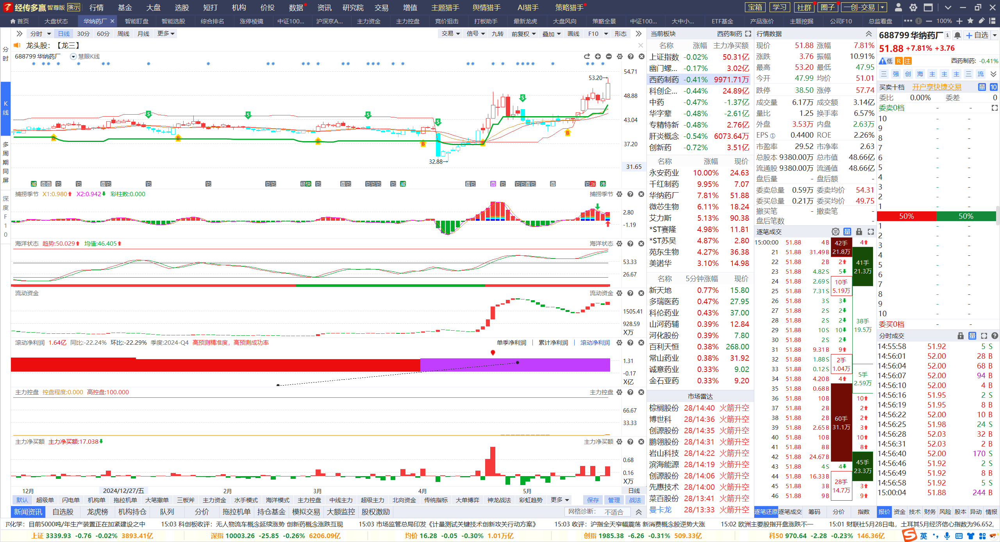 经传多赢 智尊版 演示 行情 基金 大盘 选股 短打 机构 价投 数据 资讯 研究院 交易 增值 主题猎手 舆情猎手 AI猎手 策略猎手 宝箱 学习 社群 圈子 一创-交易
首页 大盘状态 华纳药厂 智能盯盘 智能选股 综合排名 涨停棱镜 中证100... 沪深京A... 主力资金 主力控盘 竞价狙击 打板助手 最新龙虎 大盘风向 策略全景 中证100... 大中小... ETF基金 产品涨价 主题挖掘 公司F10 总监看盘 100%
分时 日线 30分 60分 周线 月线 更多 交易 信号 九转 前复权 叠加 画线 F10 形态
龙头股：【龙三】
688799 华纳药厂 慧眼K线
分时
K线
多周期同屏
深度F10
53.20→
32.88→
54.71
48.88
43.04
37.20
31.65
捕捞季节 X1:0.980 X2:0.942 彩柱数:0.000 捕捞季节
2.80
-1.19
海洋状态 趋势:50.029 均值:46.405 海洋状态
53.33
26.67
流动资金 流动资金
1505.41
928.59
X万
滚动净利润 1.64亿 同比:-22.24% 环比:-22.29% 季度:2024-Q4 高预测精准度，高预测成功率 单季净利润 累计净利润 滚动净利润
1.31
-0.17
X亿
主力控盘 控盘程度:0.000 高控盘:100.000 主力控盘
66.67
33.33
主力净买额 主力净买额:17.038 主力净买额
0.68
0.16
X万
12月 2024/12/27/五 2月 3月 4月 5月 日线
默认 超级单 闪电单 机构单 拖拉机单 大笔撤单 三板斧 主力资金 水手模式 海洋模式 主力控盘 中线主力 超级主力 北向资金 传统指标 大单博弈 神龙战法 彩虹趋势 更多 保存 管理 战法
新闻资讯 自选股 龙虎榜 机构持仓 队列 分价 拖拉机单 持仓基金 模拟交易 大额监控 股权激励 网格诊断： 不适合
当前板块 西药制药
名称 涨幅 主力净买额
上证指数 -0.02% 50.31亿
幽门螺... -0.17% 3.02亿
西药制药 -0.41% 9971.71万
科创企... -0.44% 24.89亿
中药 -0.47% -1.37亿
华字辈 -0.48% -2.61亿
专精特新 -0.48% 2.76亿
肝炎概念 -0.54% 6073.64万
创新药 -0.72% 3.51亿
名称 涨幅 现价
永安药业 10.00% 24.63
千红制药 9.95% 7.07
华纳药厂 7.81% 51.88
微芯生物 6.11% 18.24
艾力斯 5.13% 90.38
*ST赛隆 4.98% 11.81
*ST苏吴 4.87% 2.80
苑东生物 4.27% 36.38
美诺华 3.10% 14.98
名称 5分钟涨幅 现价
新天地 0.77% 15.80
多瑞医药 0.47% 27.95
科伦药业 0.43% 37.00
山河药辅 0.39% 12.84
河化股份 0.39% 7.80
百利天恒 0.38% 268.00
常山药业 0.38% 31.92
诚意药业 0.33% 9.02
金石亚药 0.33% 9.20
市场雷达
棕榈股份 28/14:40 火箭升空
博世科 28/14:36 火箭升空
创源股份 28/14:35 火箭升空
鹏翎股份 28/14:31 火箭升空
岩山科技 28/14:22 火箭升空
滨海能源 28/14:19 火箭升空
创源股份 28/14:06 火箭升空
先惠技术 28/14:00 火箭升空
菜百股份 28/13:41 火箭升空
曼卡龙 28/13:33 火箭升空
行情数据
现价 51.88 涨幅 7.81%
涨跌 3.76 振幅 10.91%
最高 53.20 最低 47.95
今开 47.99 均价 51.01
跌停 38.50 涨停 57.74
成交量 6.17万 成交额 3.14亿
量比 1.25 换手率 6.57%
外盘 3.53万 内盘 2.63万
EPS ① 0.4400 ROE 2.26%
市盈率 29.52 市净率 2.63
总股本 9380.00万 总市值 48.66亿
流通股 9380.00万 流通值 48.66亿
盘后量 - 盘后额 -
委卖总量 0.59万 委卖均价 54.31
委买总量 0.21万 委买均价 49.75
撤买笔 - 撤卖笔 -
盘后笔数 -
逐笔成交 量
15:00:00 51.88 4 B 4
21 51.88 31.49 B
22 51.88 2 B 2
23 51.88 4.82 S 5
24 51.88 2.69 S
25 51.88 7.31 S
26 51.88 3 S 3
27 51.88 2 S 2
28 51.88 2 S 2
29 51.88 10 S 10
30 51.88 2 S 2
31 51.88 9.31 B 9
32 51.88 1.88 S
33 51.88 0.12 S
34 51.88 4.20 B 4
35 51.88 0.68 B
36 51.88 10 B 10
37 51.88 2 B 2
38 51.88 2 B 2
39 51.88 2.65 B 3
40 51.88 10 B 10
41 51.88 8 B 8
42 51.88 24.67 B
43 51.88 4 S 4
44 51.88 16.33 B
45 51.88 3 B 3
46 51.88 9 B 9
42手
21.8万
41手
21.3万
10手
5.19万
38手
19.5万
2手
1.04万
5手
2.59万
60手
31.1万
45手
23.3万
28手
14.7万
逐笔还原 逐笔成交 筹码 分价 指数
688799 华纳药厂 自选
51.88 +7.81% +3.76
低 R 注 西药制药: -0.41%
三 强 创 海 主 主 主 三 流
买卖十档 开户享快捷交易 量 10
委比 0.00% 委差 0
委卖0档 - -
10 - -
9 - -
8 - -
7 - -
6 - -
5 - -
4 - -
3 - -
2 - -
1 - -
50% 50%
1 - -
2 - -
3 - -
4 - -
5 - -
6 - -
7 - -
8 - -
9 - -
10 - -
委买0档 - -
分时成交 量
14:55:58 51.92 5 S
14:56:01 52.00 28 B
14:56:04 52.00 68 B
14:56:07 52.00 94 B
14:56:10 52.00 4 B
14:56:16 51.95 2 S
14:56:19 51.95 8 B
14:56:22 52.00 10 B
14:56:25 51.98 24 S
14:56:28 52.03 32 B
14:56:31 52.03 2 B
14:56:40 52.00 170 S
14:56:46 51.92 2 S
14:56:49 51.92 8 B
14:56:58 51.92 5 S
15:00:04 51.88 244 B
报价 资金 技术 财务 风险 股本 异动 情报
化学：目前5000吨/年生产装置正在加紧建设之中 15:03 科创板收评：无人物流车概念延续涨势 创新药概念涨跌互现 15:03 市场监管总局印发《计量测试关键技术创新攻关行动方案》 15:03 收评：沪指全天窄幅震荡 新消费概念股逆势大涨 15:02 欧洲主要股指开盘涨跌不一 15:01 财联社5月28日电，土耳其5月经济信心指数为96.652,
上证 3339.93 -0.76 -0.02% 3893.41亿 深指 10003.26 -25.85 -0.26% 6206.09亿 均价 16.28 -0.05 -0.30% 1.01万亿 创指 1985.38 -6.26 -0.31% 509.33亿 科50 970.64 -2.28 -0.23% 146.36亿 英